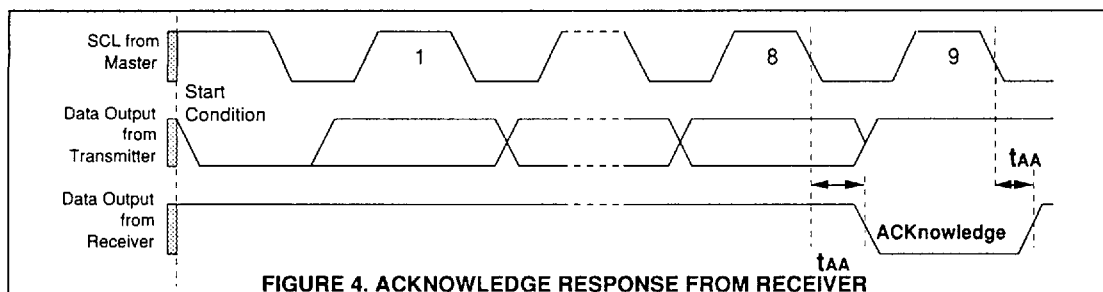 SCL from
Master
1
8
9
Start
Condition
Data Output
from
Transmitter
tAA
Data Output
from
Receiver
ACKnowledge
tAA
FIGURE 4. ACKNOWLEDGE RESPONSE FROM RECEIVER